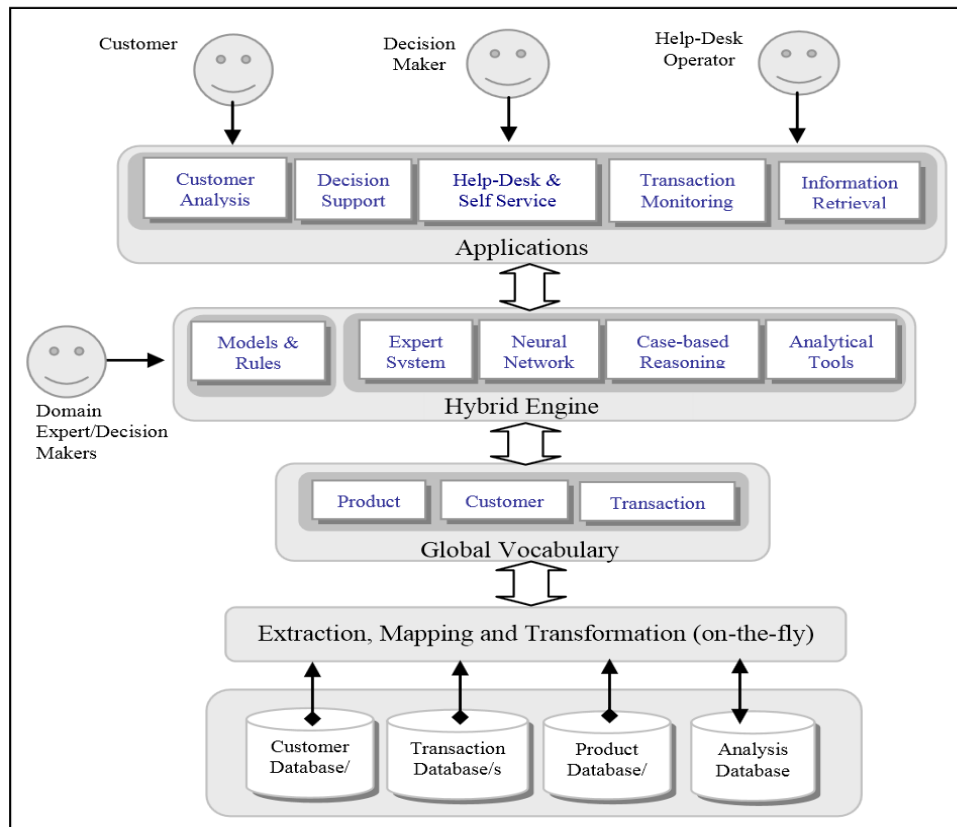 Customer
Decision
Maker
Help-Desk
Operator
Customer
Analysis
Decision
Support
Help-Desk &
Self Service
Transaction
Monitoring
Information
Retrieval
Applications
Models &
Rules
Expert
System
Neural
Network
Case-based
Reasoning
Analytical
Tools
Hybrid Engine
Domain
Expert/Decision
Makers
Product
Customer
Transaction
Global Vocabulary
Extraction, Mapping and Transformation (on-the-fly)
Customer
Database/
Transaction
Database/s
Product
Database/
Analysis
Database